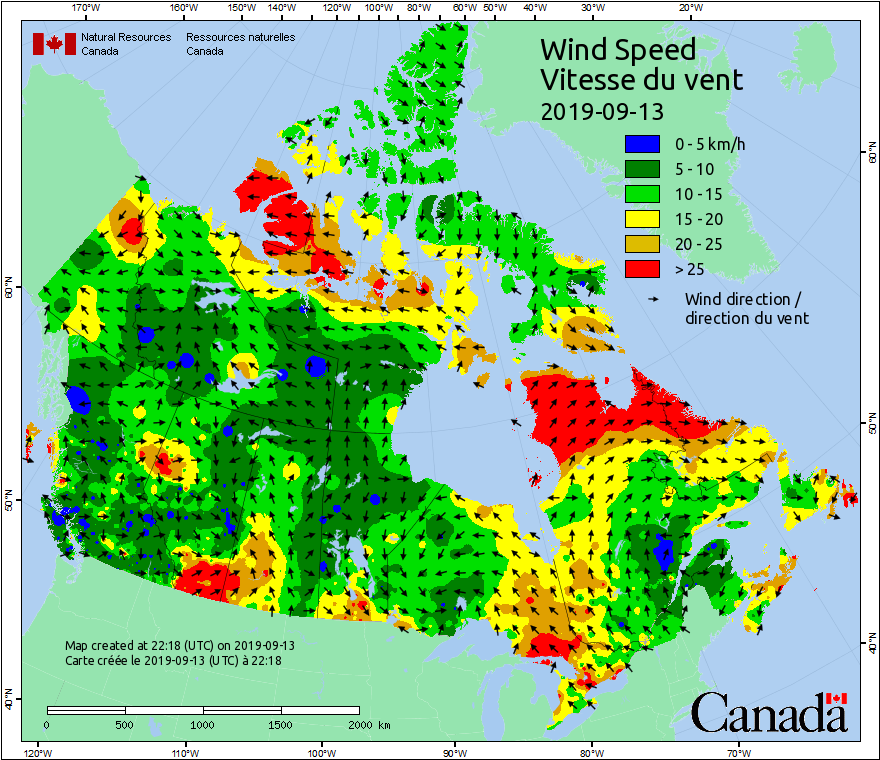 170°W 160°W 150°W 140°W 130°W 120°W 110°W 100°W 90°W 80°W 70°W 60°W 50°W 40°W 30°W 20°W
Natural Resources Ressources naturelles
Canada Canada
Wind Speed
Vitesse du vent
2019-09-13
0 - 5 km/h
5 - 10
10 - 15
15 - 20
20 - 25
> 25
Wind direction /
direction du vent
60°N
50°N
40°N
60°N
50°N
40°N
Map created at 22:18 (UTC) on 2019-09-13
Carte créée le 2019-09-13 (UTC) à 22:18
0 500 1000 1500 2000 km
Canada
120°W 110°W 100°W 90°W 80°W 70°W